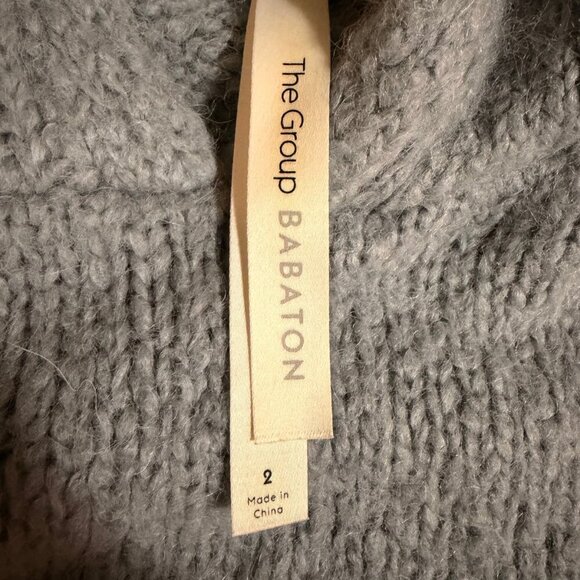 The Group BABATON
2
Made in
China